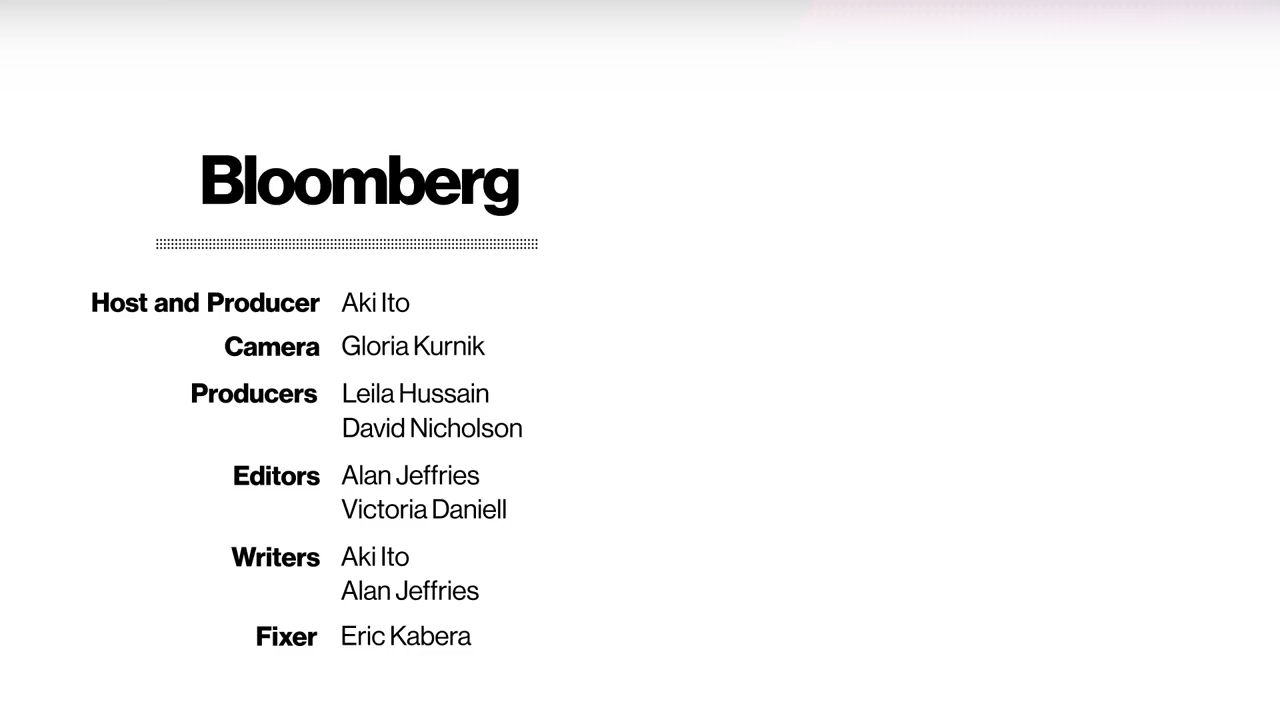 Bloomberg
Host and Producer Aki Ito
Camera Gloria Kurnik
Producers Leila Hussain
David Nicholson
Editors Alan Jeffries
Victoria Daniell
Writers Aki Ito
Alan Jeffries
Fixer Eric Kabera